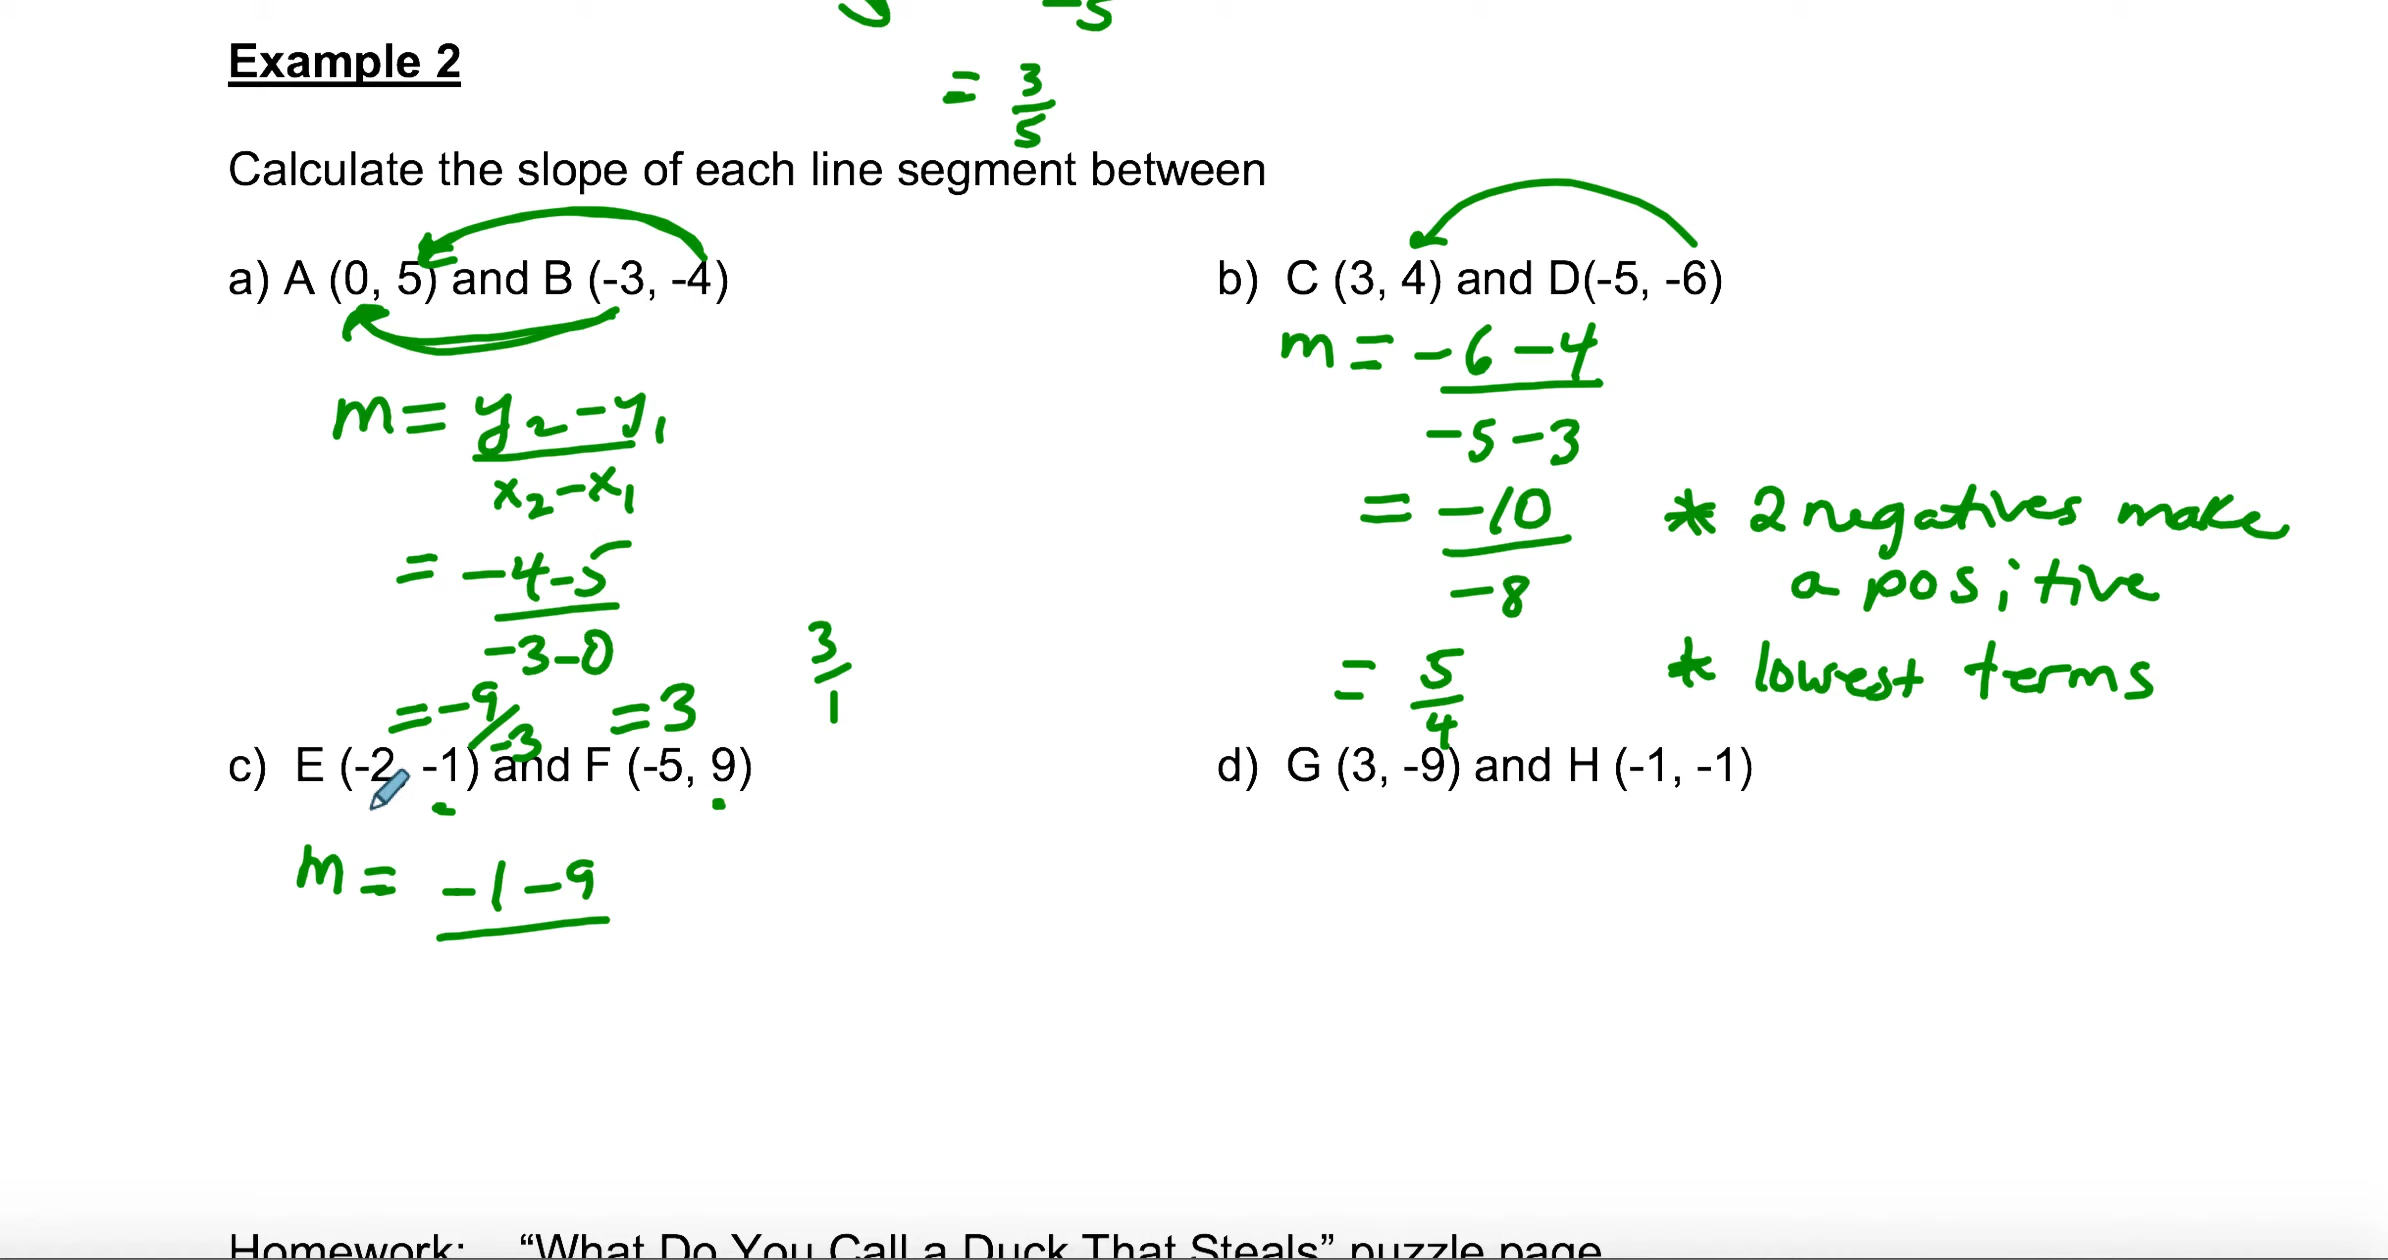 -5
Example 2
= 3/5
Calculate the slope of each line segment between
a) A (0, 5) and B (-3, -4)
m = y₂ - y₁
x₂ - x₁
= -4-5
-3-0
= -9/-3 = 3
3/1
b) C (3, 4) and D(-5, -6)
m = -6-4
-5-3
= -10
-8
* 2 negatives make
a positive
= 5/4
* lowest terms
c) E (-2, -1) and F (-5, 9)
m = -1-9
d) G (3, -9) and H (-1, -1)
Homework: “What Do You Call a Duck That Steals” puzzle page